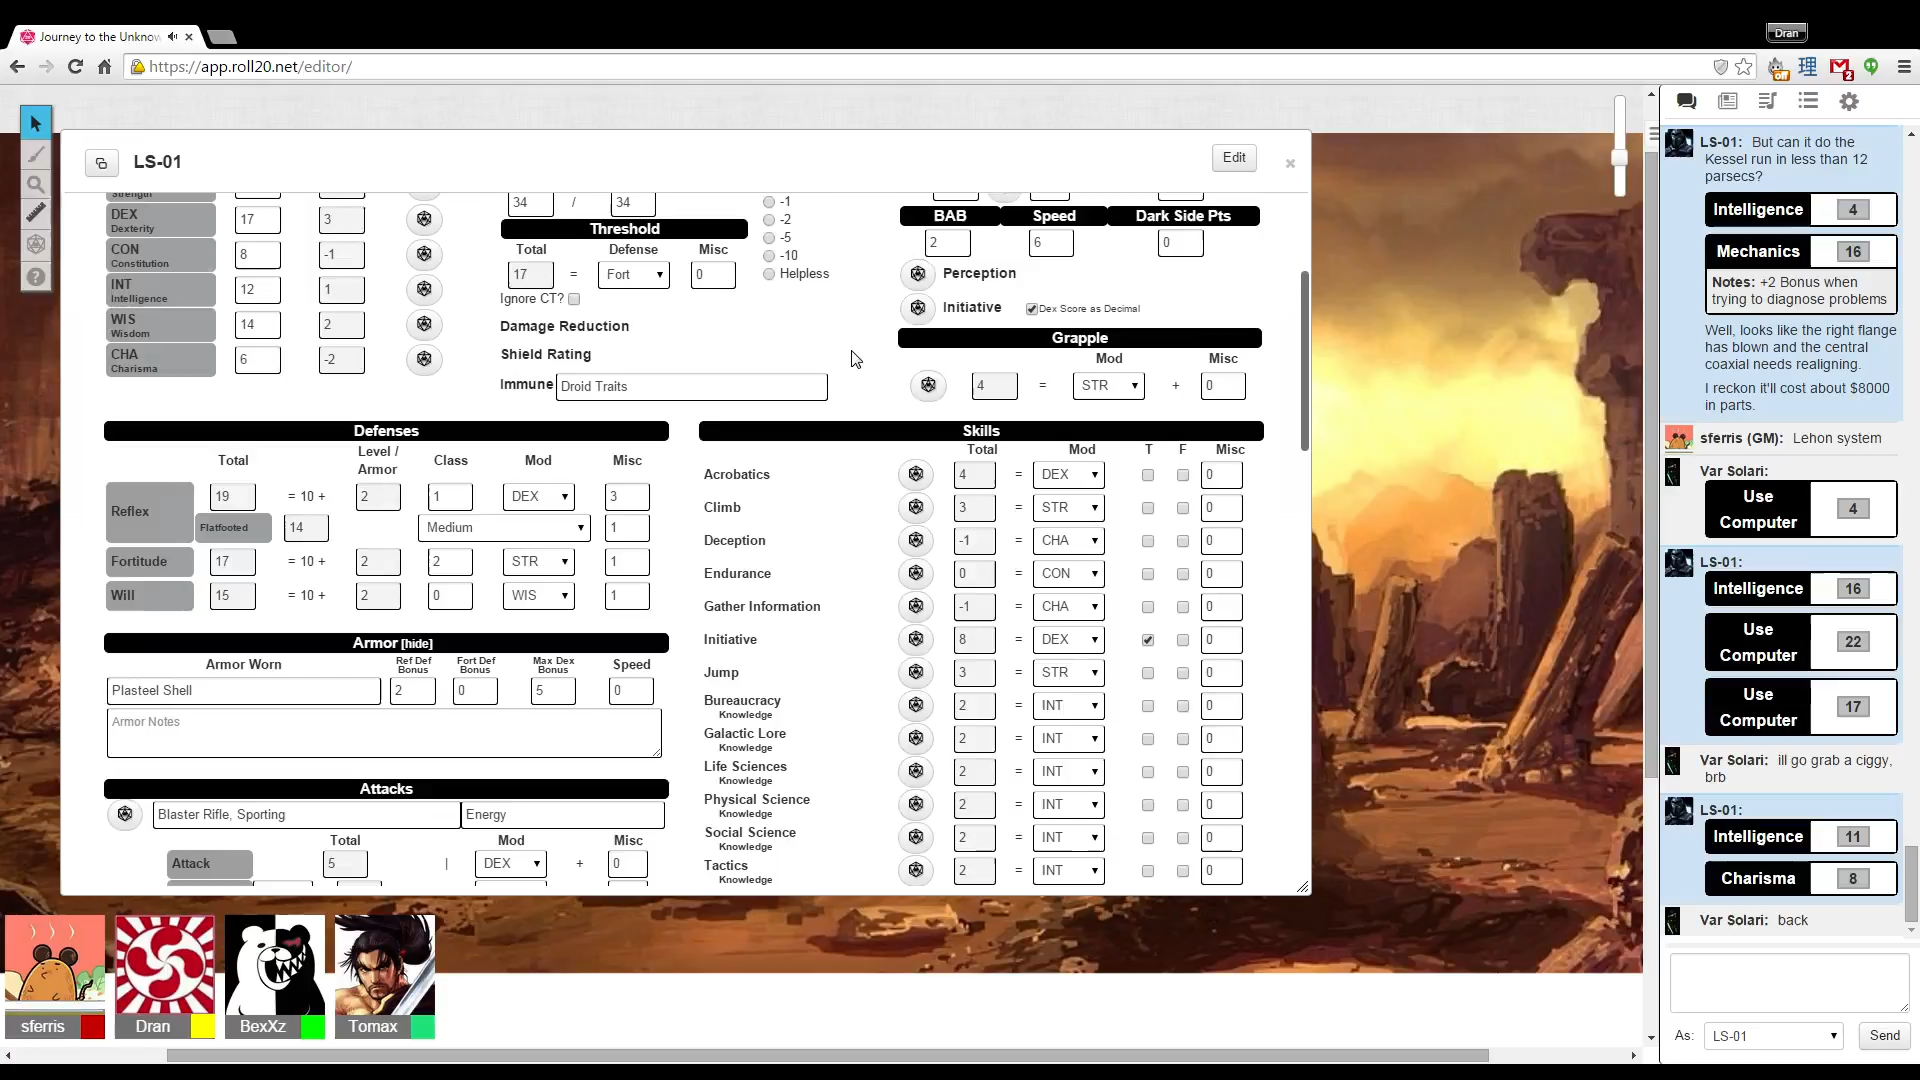 Journey to the Unknow
Dran
https://app.roll20.net/editor/
off
理
2
LS-01
Edit
Strength
DEX
Dexterity
17
3
CON
Constitution
8
-1
INT
Intelligence
12
1
WIS
Wisdom
14
2
CHA
Charisma
6
-2
34 / 34
Threshold
Total Defense Misc
17 = Fort 0
Ignore CT?
Damage Reduction
Shield Rating
Immune Droid Traits
-1
-2
-5
-10
Helpless
BAB Speed Dark Side Pts
2 6 0
Perception
Initiative Dex Score as Decimal
Grapple
Mod Misc
4 = STR + 0
Defenses
Total Level / Armor Class Mod Misc
Reflex 19 = 10 + 2 1 DEX 3
Flatfooted 14 Medium 1
Fortitude 17 = 10 + 2 2 STR 1
Will 15 = 10 + 2 0 WIS 1
Armor [hide]
Armor Worn Ref Def Bonus Fort Def Bonus Max Dex Bonus Speed
Plasteel Shell 2 0 5 0
Armor Notes
Attacks
Blaster Rifle, Sporting Energy
Total Mod Misc
Attack 5 | DEX + 0
Skills
Total Mod T F Misc
Acrobatics 4 = DEX 0
Climb 3 = STR 0
Deception -1 = CHA 0
Endurance 0 = CON 0
Gather Information -1 = CHA 0
Initiative 8 = DEX 0
Jump 3 = STR 0
Bureaucracy 2 = INT 0
Knowledge
Galactic Lore 2 = INT 0
Knowledge
Life Sciences 2 = INT 0
Knowledge
Physical Science 2 = INT 0
Knowledge
Social Science 2 = INT 0
Knowledge
Tactics 2 = INT 0
Knowledge
sferris
Dran
BexXz
Tomax
LS-01: But can it do the
Kessel run in less than 12
parsecs?
Intelligence 4
Mechanics 16
Notes: +2 Bonus when
trying to diagnose problems
Well, looks like the right flange
has blown and the central
coaxial needs realigning.
I reckon it'll cost about $8000
in parts.
sferris (GM): Lehon system
Var Solari:
Use
Computer 4
LS-01:
Intelligence 16
Use
Computer 22
Use
Computer 17
Var Solari: ill go grab a ciggy,
brb
LS-01:
Intelligence 11
Charisma 8
Var Solari: back
As: LS-01 Send